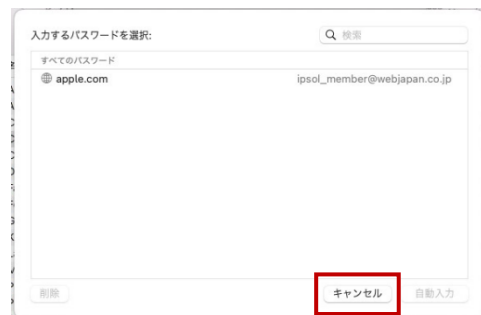 入力するパスワードを選択:
検索
すべてのパスワード
apple.com ipsol_member@webjapan.co.jp
削除 キャンセル 自動入力